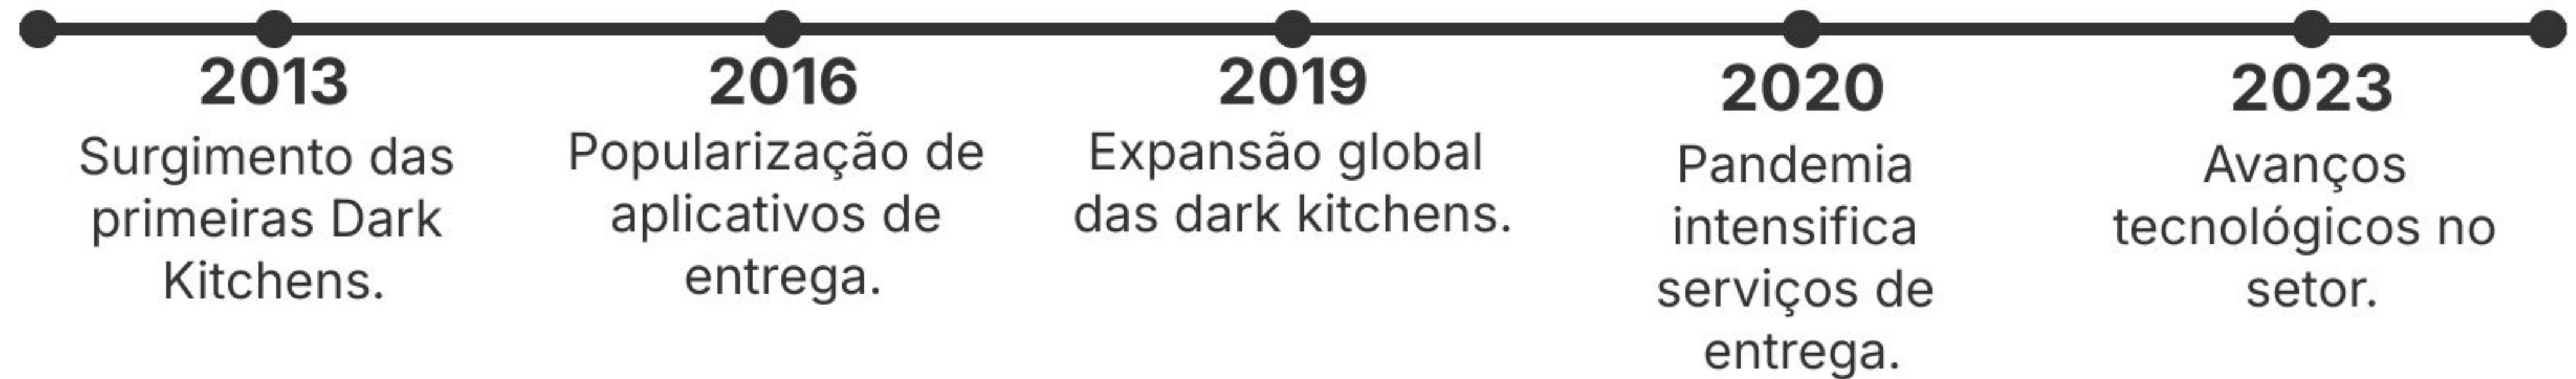 2013
Surgimento das
primeiras Dark
Kitchens.
2016
Popularização de
aplicativos de
entrega.
2019
Expansão global
das dark kitchens.
2020
Pandemia
intensifica
serviços de
entrega.
2023
Avanços
tecnológicos no
setor.